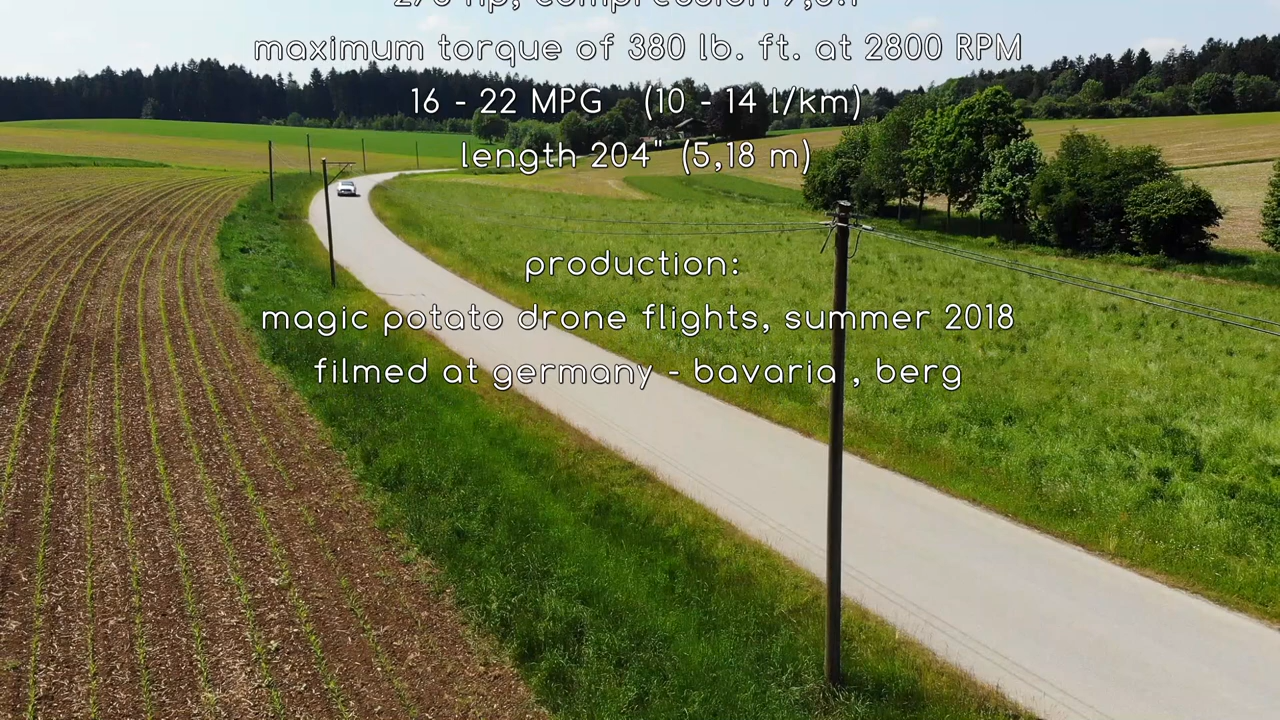 maximum torque of 380 lb. ft. at 2800 RPM
16 - 22 MPG (10 - 14 l/km)
length 204" (5,18 m)
production:
magic potato drone flights, summer 2018
filmed at germany - bavaria , berg